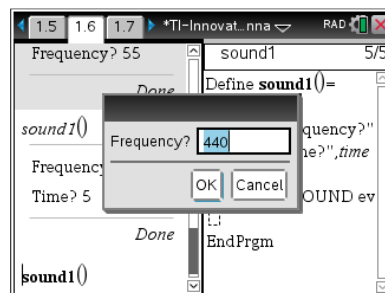 1.5 1.6 1.7 *TI-Innovat…nna RAD
Frequency? 55
Done
sound1()
Frequency
Time? 5
Done
sound1()
sound1 5/5
Define sound1()=
quency?"
ne?",time
OUND ev
EndPrgm
Frequency? 440
OK Cancel